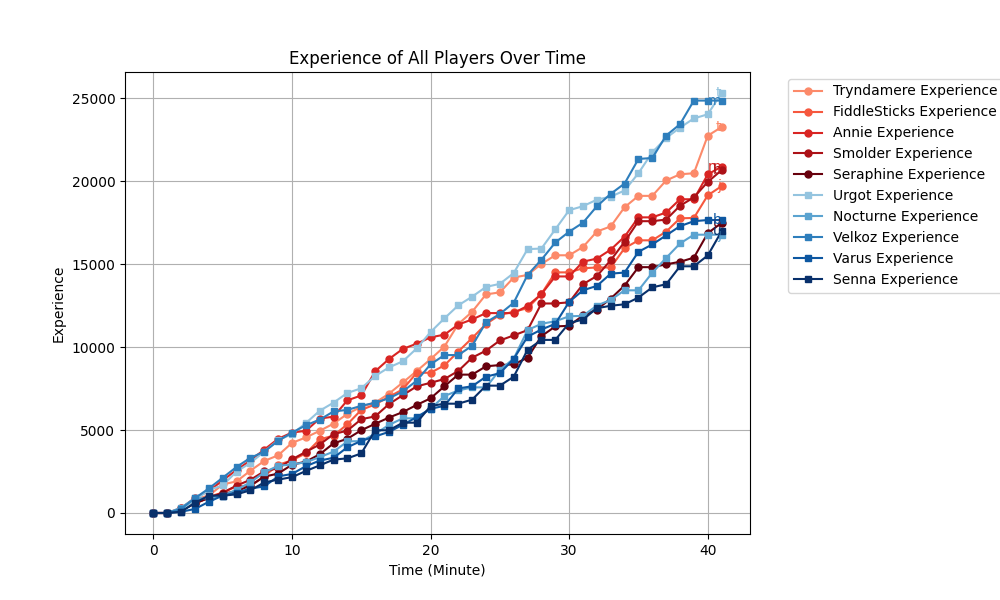 Experience of All Players Over Time
Experience
25000
20000
15000
10000
5000
0
0 10 20 30 40
Time (Minute)
Tryndamere Experience
FiddleSticks Experience
Annie Experience
Smolder Experience
Seraphine Experience
Urgot Experience
Nocturne Experience
Velkoz Experience
Varus Experience
Senna Experience